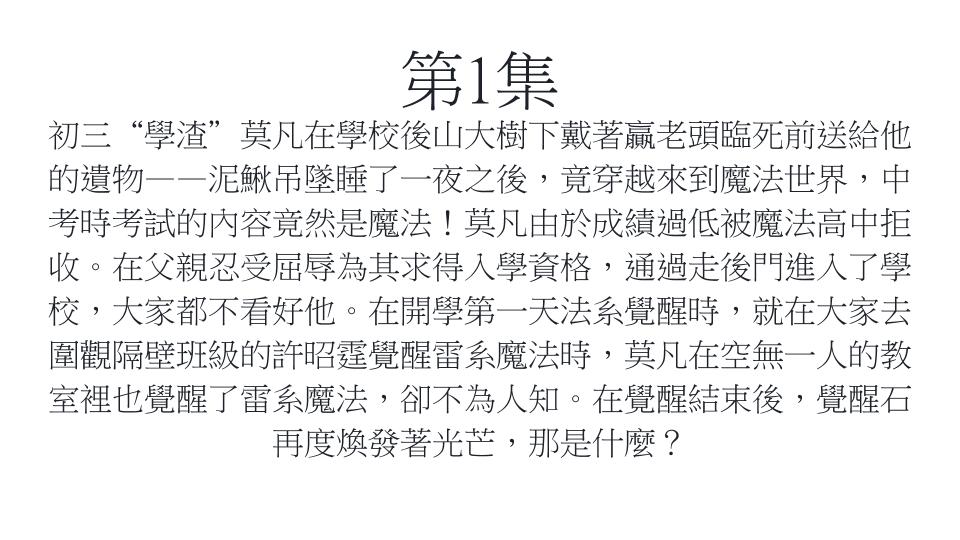 第1集
初三“學渣”莫凡在學校後山大樹下戴著贏老頭臨死前送給他
的遺物——泥鰍吊墜睡了一夜之後，竟穿越來到魔法世界，中
考時考試的內容竟然是魔法！莫凡由於成績過低被魔法高中拒
收。在父親忍受屈辱為其求得入學資格，通過走後門進入了學
校，大家都不看好他。在開學第一天法系覺醒時，就在大家去
圍觀隔壁班級的許昭霆覺醒雷系魔法時，莫凡在空無一人的教
室裡也覺醒了雷系魔法，卻不為人知。在覺醒結束後，覺醒石
再度煥發著光芒，那是什麼？